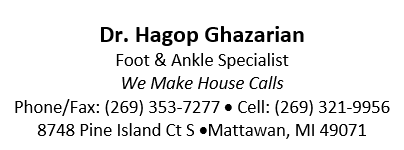 Dr. Hagop Ghazarian
Foot & Ankle Specialist
We Make House Calls
Phone/Fax: (269) 353-7277 • Cell: (269) 321-9956
8748 Pine Island Ct S •Mattawan, MI 49071